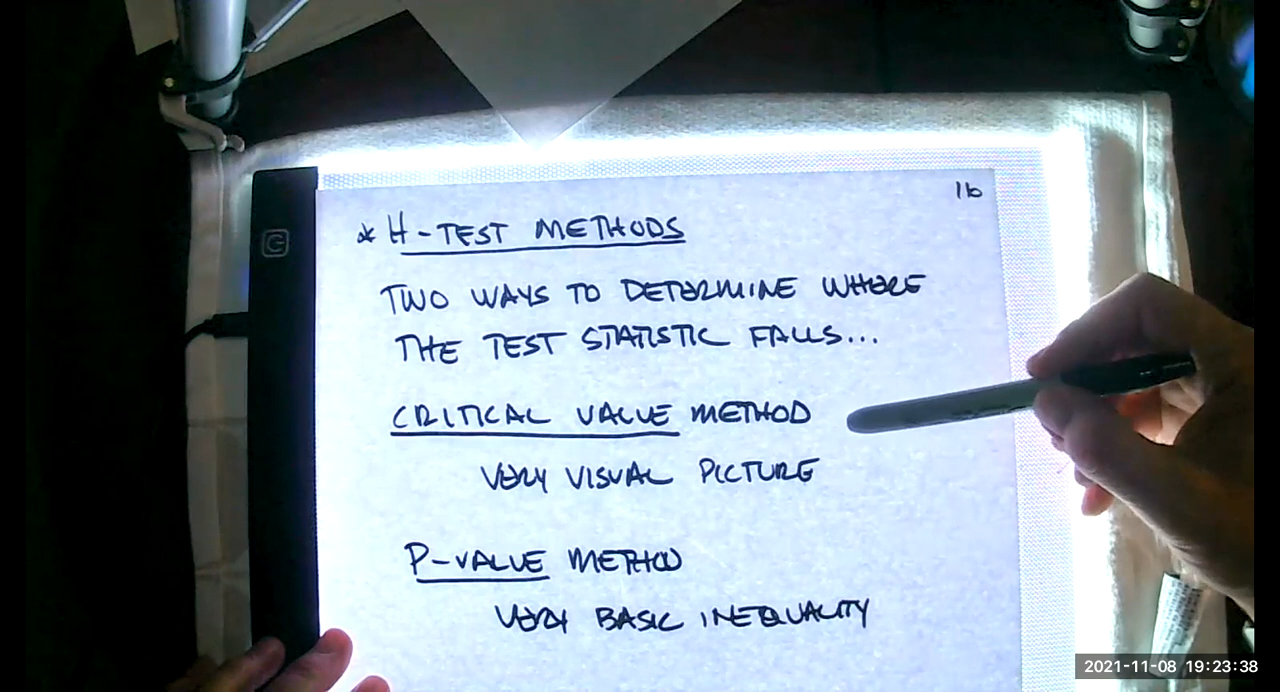 16
* H-TEST METHODS
TWO WAYS TO DETERMINE WHERE
THE TEST STATISTIC FALLS...
CRITICAL VALUE METHOD
VERY VISUAL PICTURE
P-VALUE METHOD
VERY BASIC INEQUALITY
2021-11-08 19:23:38